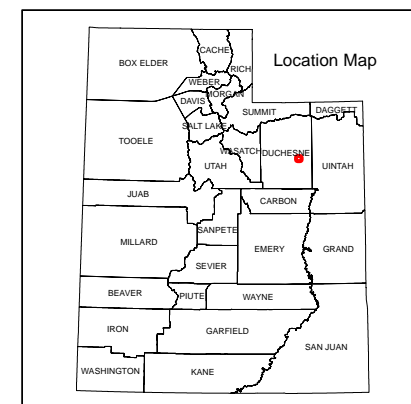 Location Map
BOX ELDER
CACHE
RICH
WEBER
MORGAN
DAVIS
SUMMIT
DAGGETT
SALT LAKE
TOOELE
WASATCH
DUCHESNE
UINTAH
UTAH
JUAB
CARBON
SANPETE
MILLARD
EMERY
GRAND
SEVIER
BEAVER
PIUTE
WAYNE
IRON
GARFIELD
SAN JUAN
WASHINGTON
KANE